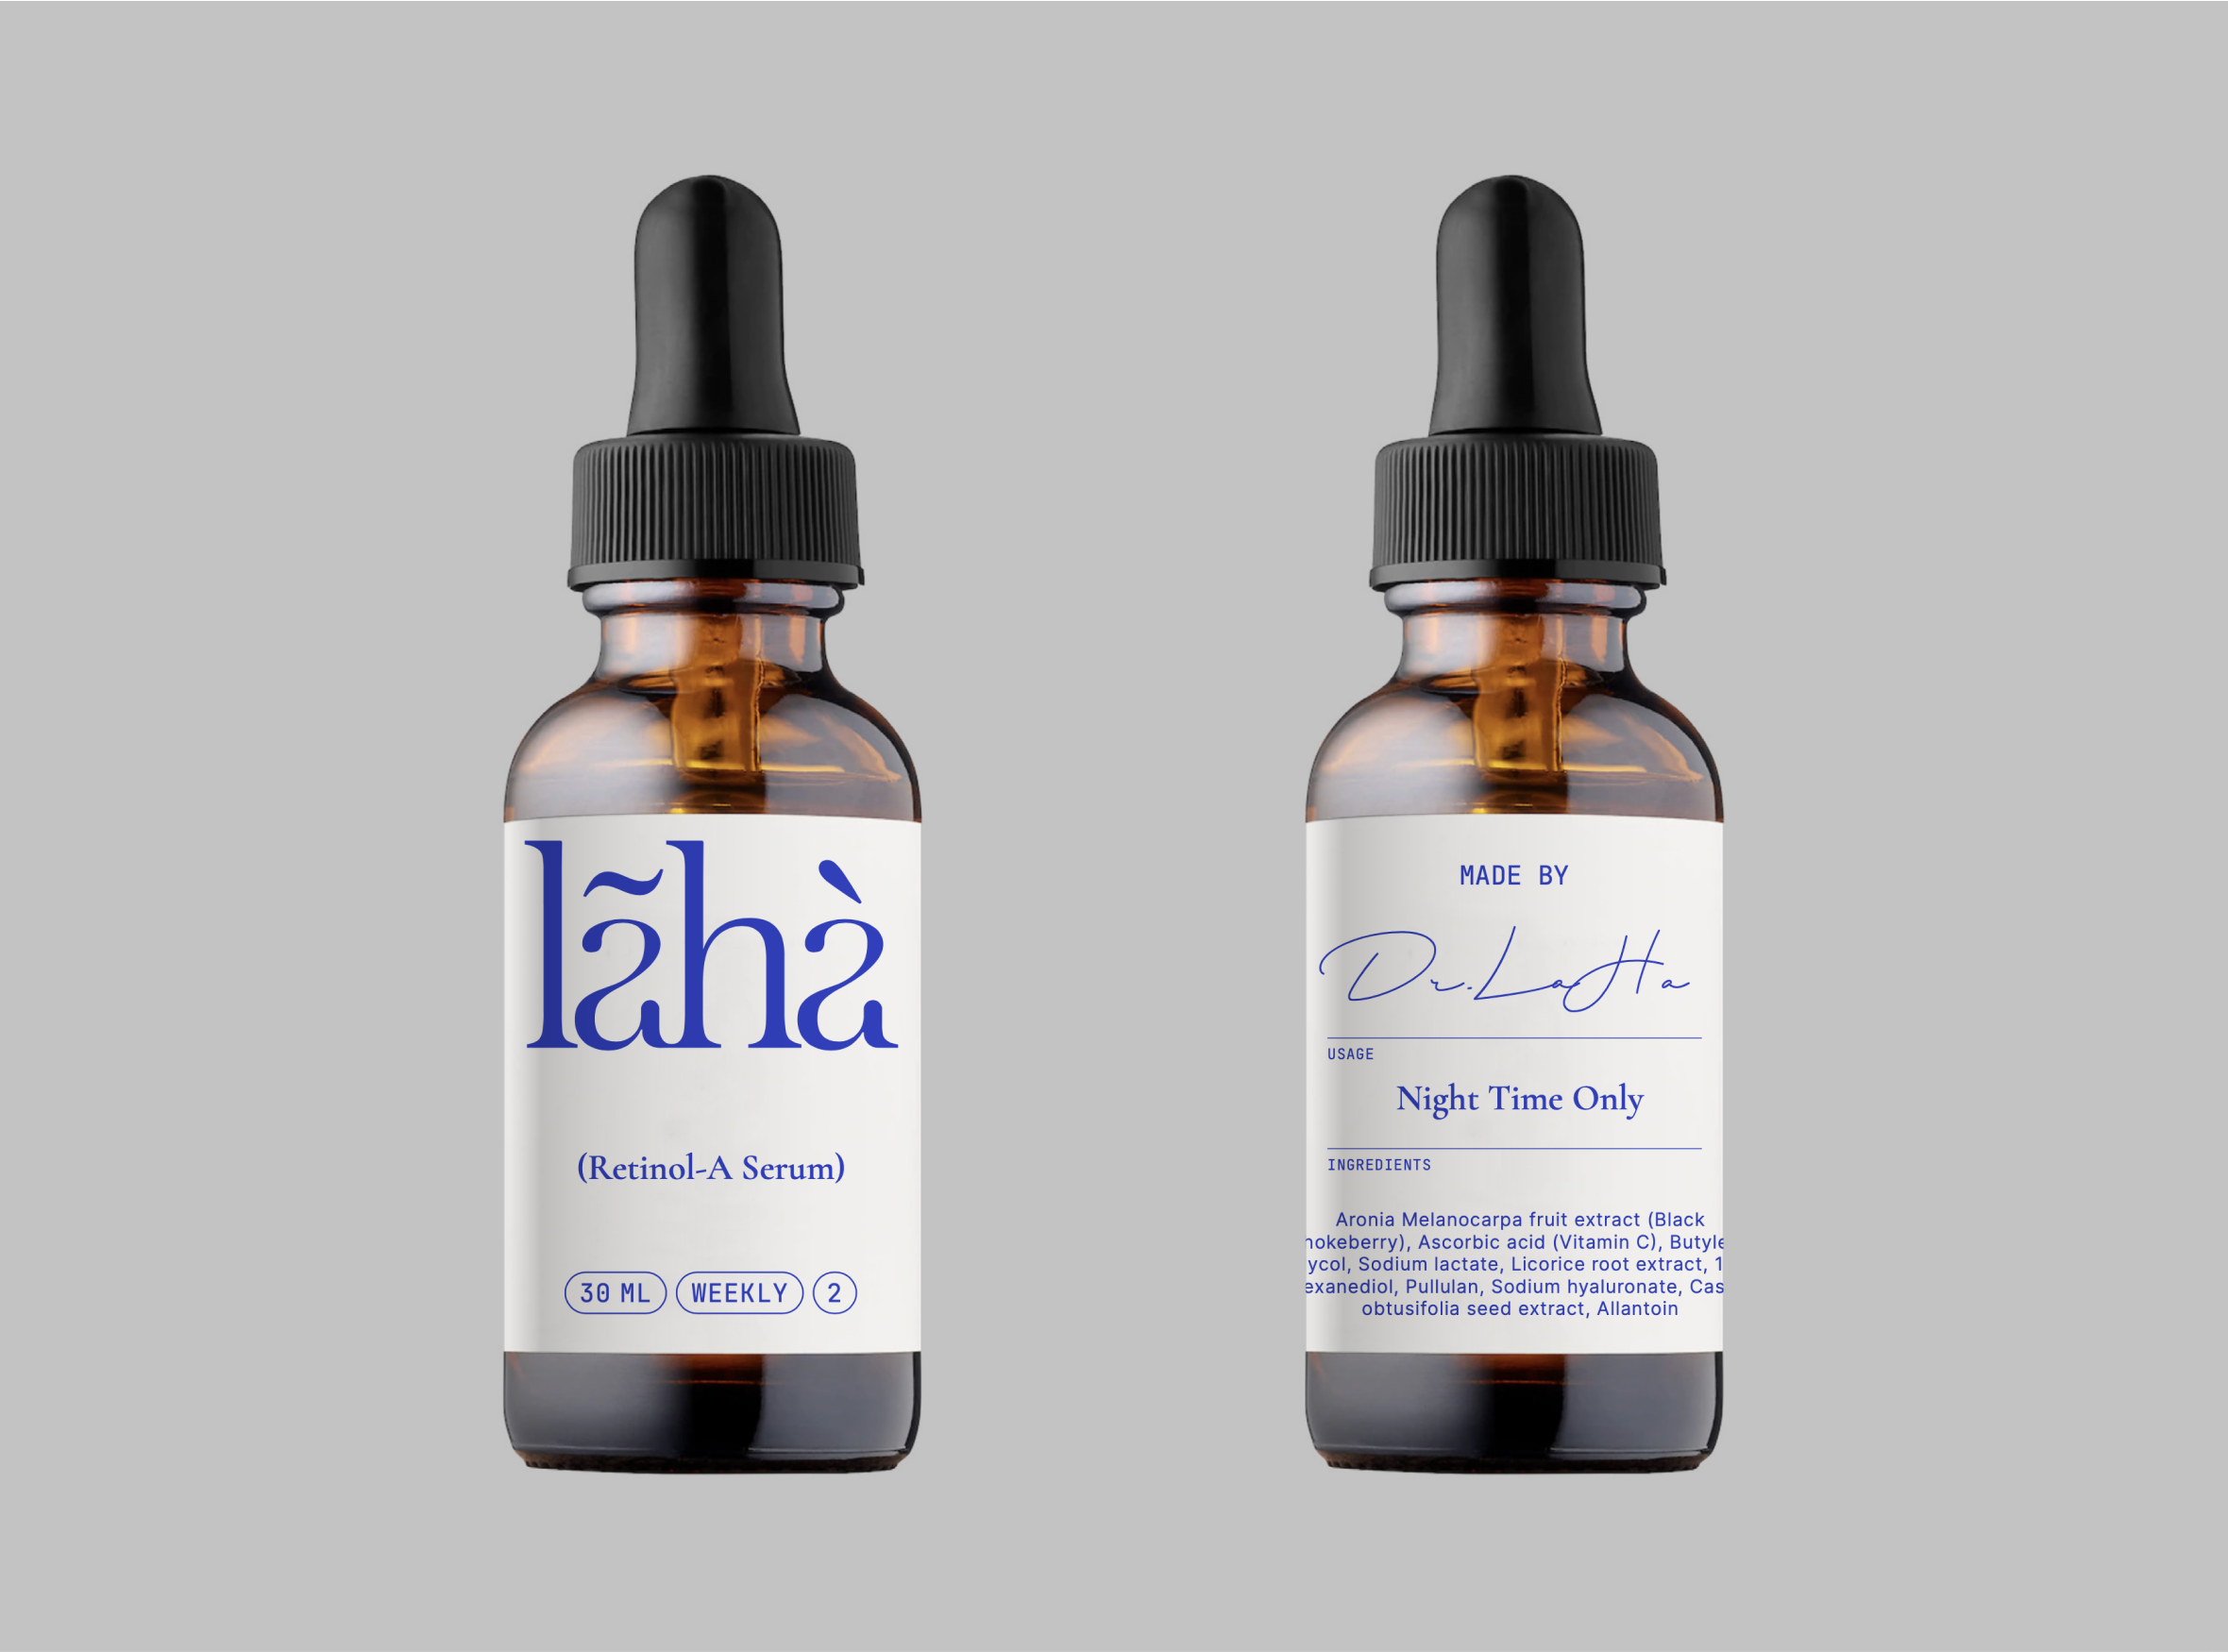 lãhà
(Retinol-A Serum)
30 ML WEEKLY 2
MADE BY
Dr. LaHa
USAGE
Night Time Only
INGREDIENTS
Aronia Melanocarpa fruit extract (Black
hokeberry), Ascorbic acid (Vitamin C), Butyle
ycol, Sodium lactate, Licorice root extract, 1
exanediol, Pullulan, Sodium hyaluronate, Cas
obtusifolia seed extract, Allantoin